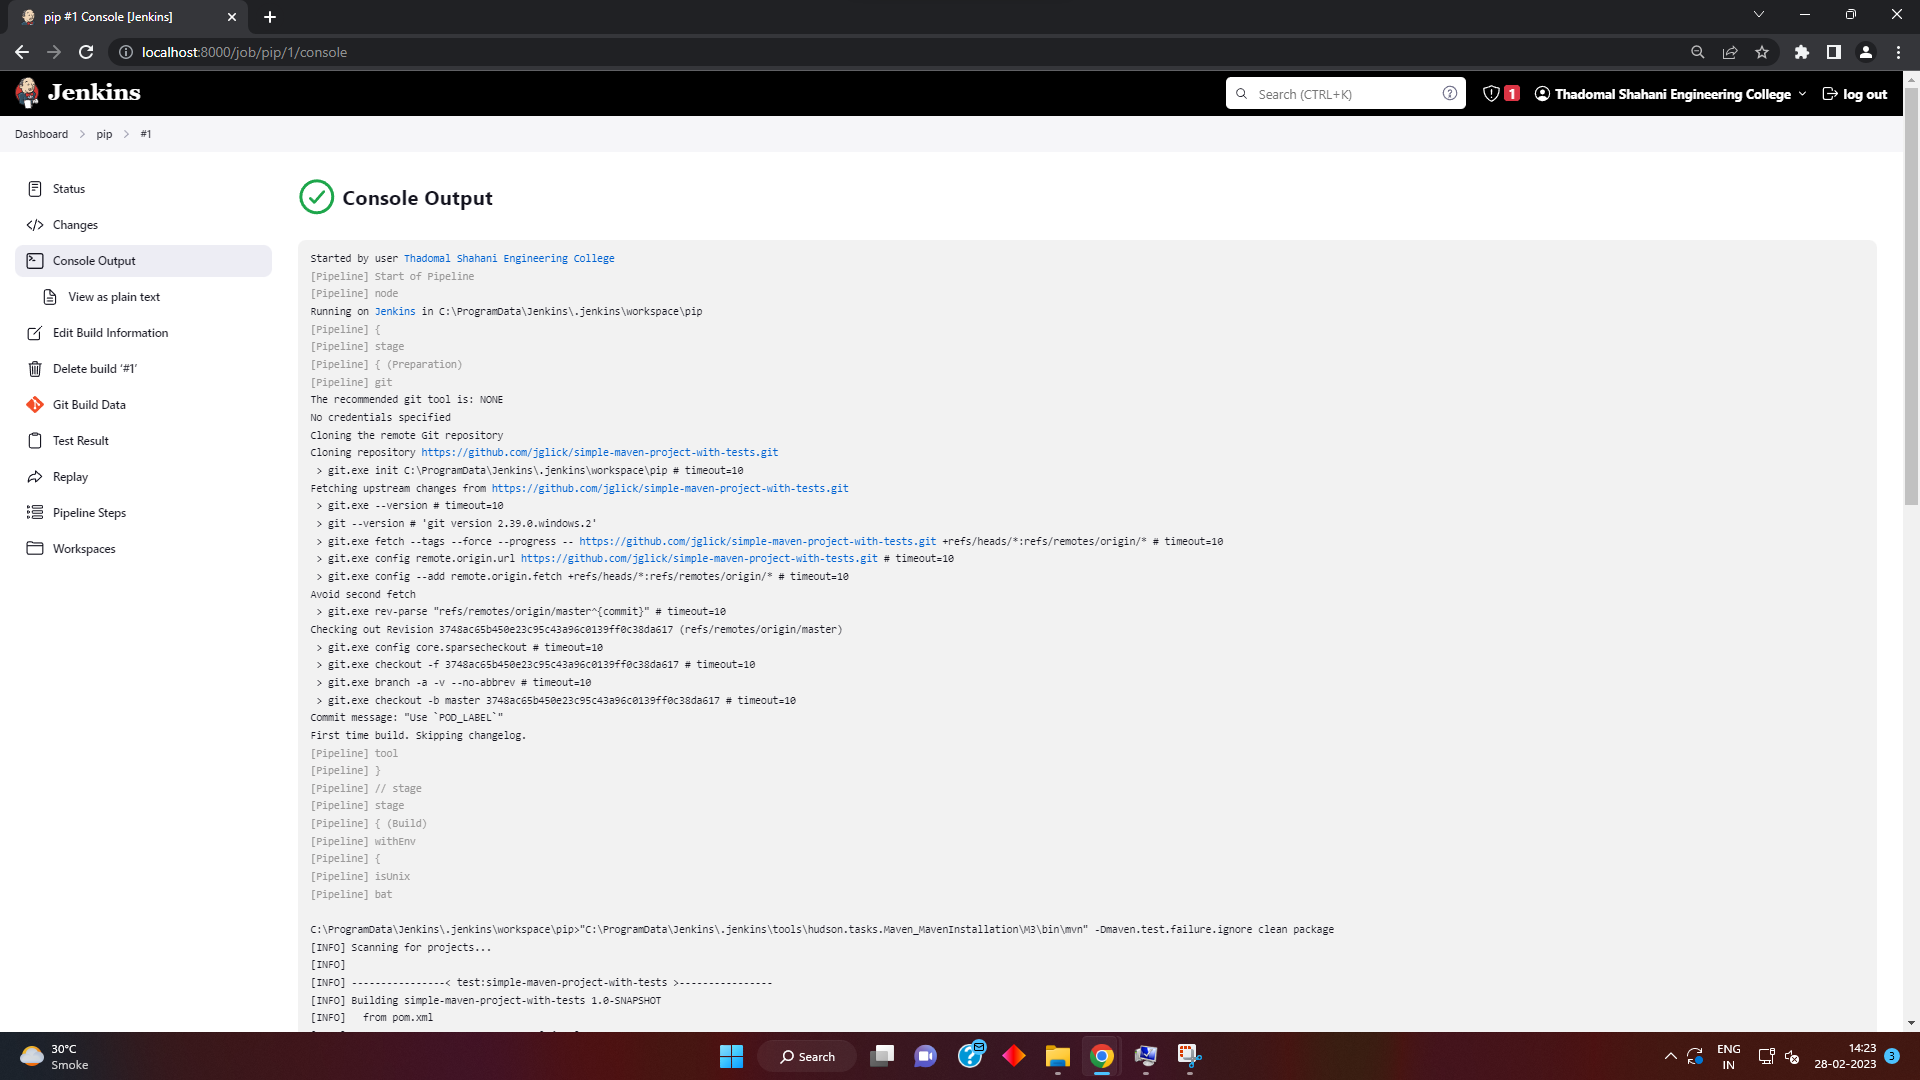 pip #1 Console [Jenkins]
localhost:8000/job/pip/1/console
Jenkins
Search (CTRL+K)
1
Thadomal Shahani Engineering College
log out
Dashboard > pip > #1
Status
Changes
Console Output
View as plain text
Edit Build Information
Delete build ‘#1’
Git Build Data
Test Result
Replay
Pipeline Steps
Workspaces
Console Output
Started by user Thadomal Shahani Engineering College
[Pipeline] Start of Pipeline
[Pipeline] node
Running on Jenkins in C:\ProgramData\Jenkins\.jenkins\workspace\pip
[Pipeline] {
[Pipeline] stage
[Pipeline] { (Preparation)
[Pipeline] git
The recommended git tool is: NONE
No credentials specified
Cloning the remote Git repository
Cloning repository https://github.com/jglick/simple-maven-project-with-tests.git
> git.exe init C:\ProgramData\Jenkins\.jenkins\workspace\pip # timeout=10
Fetching upstream changes from https://github.com/jglick/simple-maven-project-with-tests.git
> git.exe --version # timeout=10
> git --version # 'git version 2.39.0.windows.2'
> git.exe fetch --tags --force --progress -- https://github.com/jglick/simple-maven-project-with-tests.git +refs/heads/*:refs/remotes/origin/* # timeout=10
> git.exe config remote.origin.url https://github.com/jglick/simple-maven-project-with-tests.git # timeout=10
> git.exe config --add remote.origin.fetch +refs/heads/*:refs/remotes/origin/* # timeout=10
Avoid second fetch
> git.exe rev-parse "refs/remotes/origin/master^{commit}" # timeout=10
Checking out Revision 3748ac65b450e23c95c43a96c0139ff0c38da617 (refs/remotes/origin/master)
> git.exe config core.sparsecheckout # timeout=10
> git.exe checkout -f 3748ac65b450e23c95c43a96c0139ff0c38da617 # timeout=10
> git.exe branch -a -v --no-abbrev # timeout=10
> git.exe checkout -b master 3748ac65b450e23c95c43a96c0139ff0c38da617 # timeout=10
Commit message: "Use `POD_LABEL`"
First time build. Skipping changelog.
[Pipeline] tool
[Pipeline] }
[Pipeline] // stage
[Pipeline] stage
[Pipeline] { (Build)
[Pipeline] withEnv
[Pipeline] {
[Pipeline] isUnix
[Pipeline] bat
C:\ProgramData\Jenkins\.jenkins\workspace\pip>"C:\ProgramData\Jenkins\.jenkins\tools\hudson.tasks.Maven_MavenInstallation\M3\bin\mvn" -Dmaven.test.failure.ignore clean package
[INFO] Scanning for projects...
[INFO]
[INFO] ----------------< test:simple-maven-project-with-tests >----------------
[INFO] Building simple-maven-project-with-tests 1.0-SNAPSHOT
[INFO]   from pom.xml
30°C
Smoke
Search
ENG
IN
14:23
28-02-2023
3